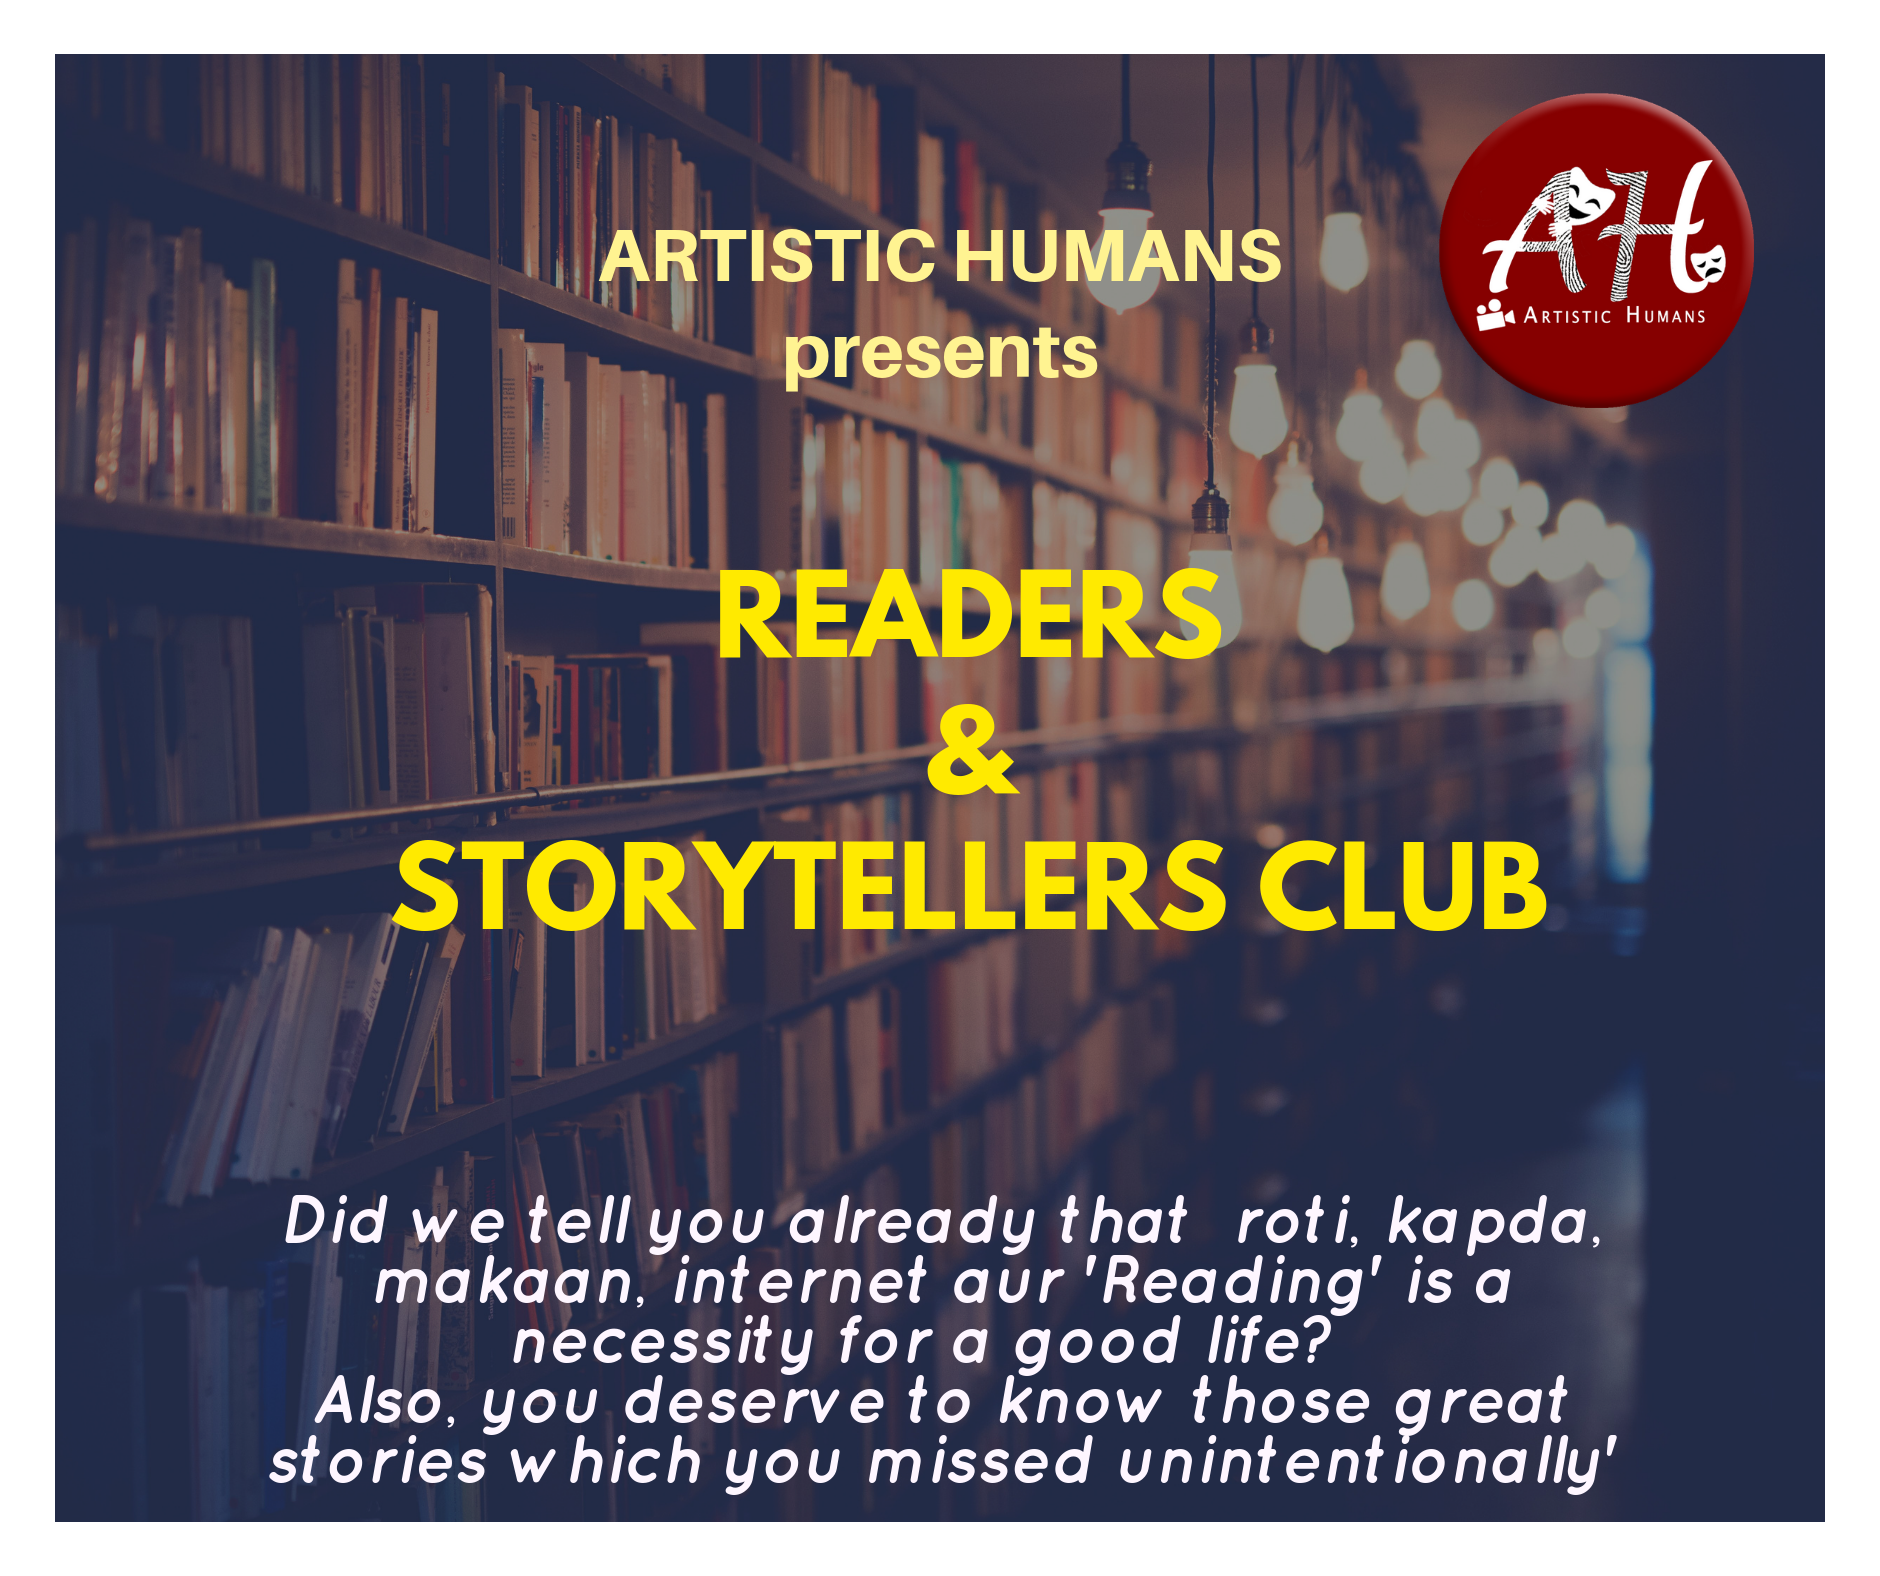 ARTISTIC HUMANS
presents
AH
ARTISTIC HUMANS
READERS
&
STORYTELLERS CLUB
Did we tell you already that roti, kapda,
makaan, internet aur 'Reading' is a
necessity for a good life?
Also, you deserve to know those great
stories which you missed unintentionally'